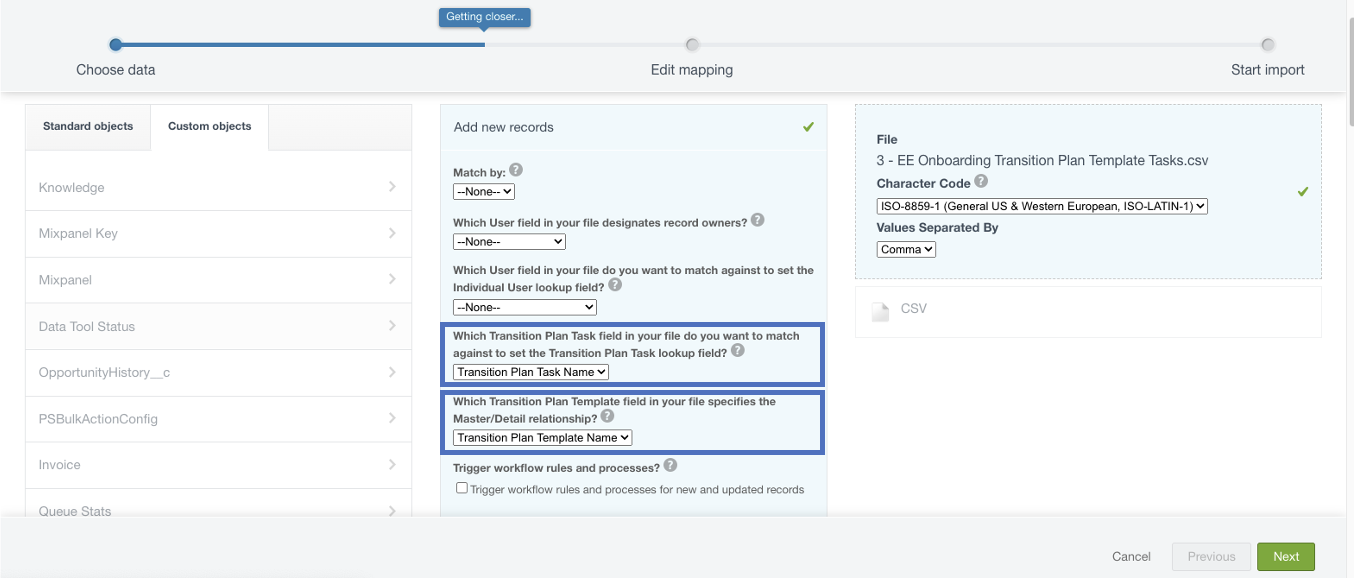 Getting closer...
Choose data
Edit mapping
Start import
Standard objects
Custom objects
Knowledge
Mixpanel Key
Mixpanel
Data Tool Status
OpportunityHistory__c
PSBulkActionConfig
Invoice
Queue Stats
Add new records
Match by: ?
--None--
Which User field in your file designates record owners? ?
--None--
Which User field in your file do you want to match against to set the
Individual User lookup field? ?
--None--
Which Transition Plan Task field in your file do you want to match
against to set the Transition Plan Task lookup field? ?
Transition Plan Task Name
Which Transition Plan Template field in your file specifies the
Master/Detail relationship? ?
Transition Plan Template Name
Trigger workflow rules and processes? ?
Trigger workflow rules and processes for new and updated records
File
3 - EE Onboarding Transition Plan Template Tasks.csv
Character Code ?
ISO-8859-1 (General US & Western European, ISO-LATIN-1)
Values Separated By
Comma
CSV
Cancel
Previous
Next